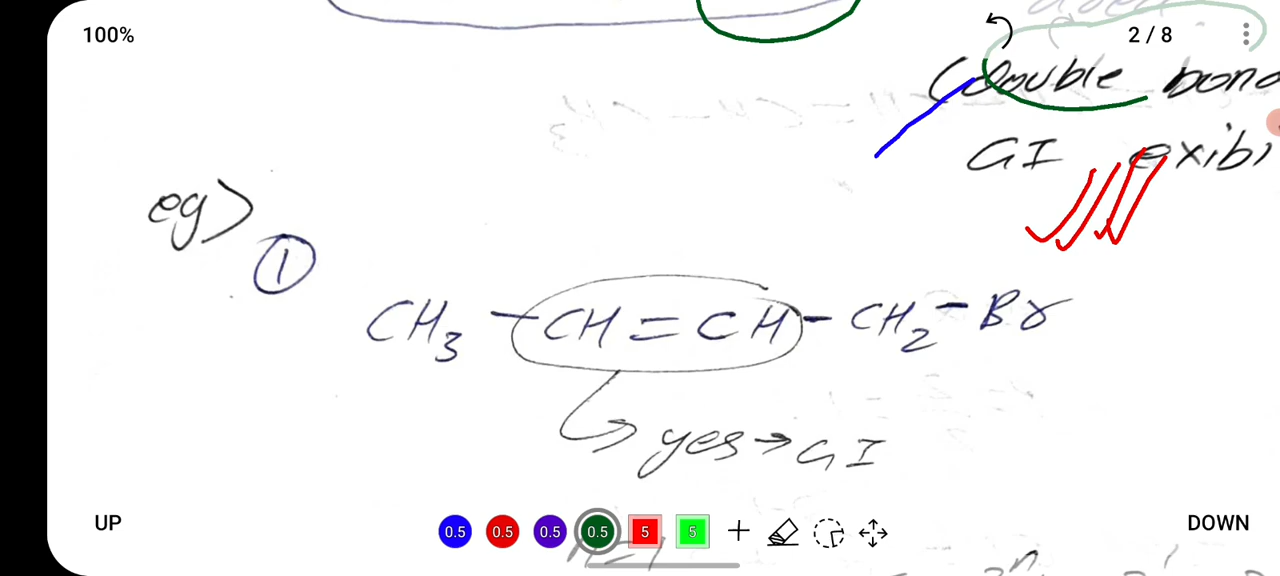 100%
2 / 8
(Double bond
GI exibi
eg>
①
CH₃ - CH = CH - CH₂ - Br
yes → GI
UP
DOWN
0.5 0.5 0.5 0.5 5 5